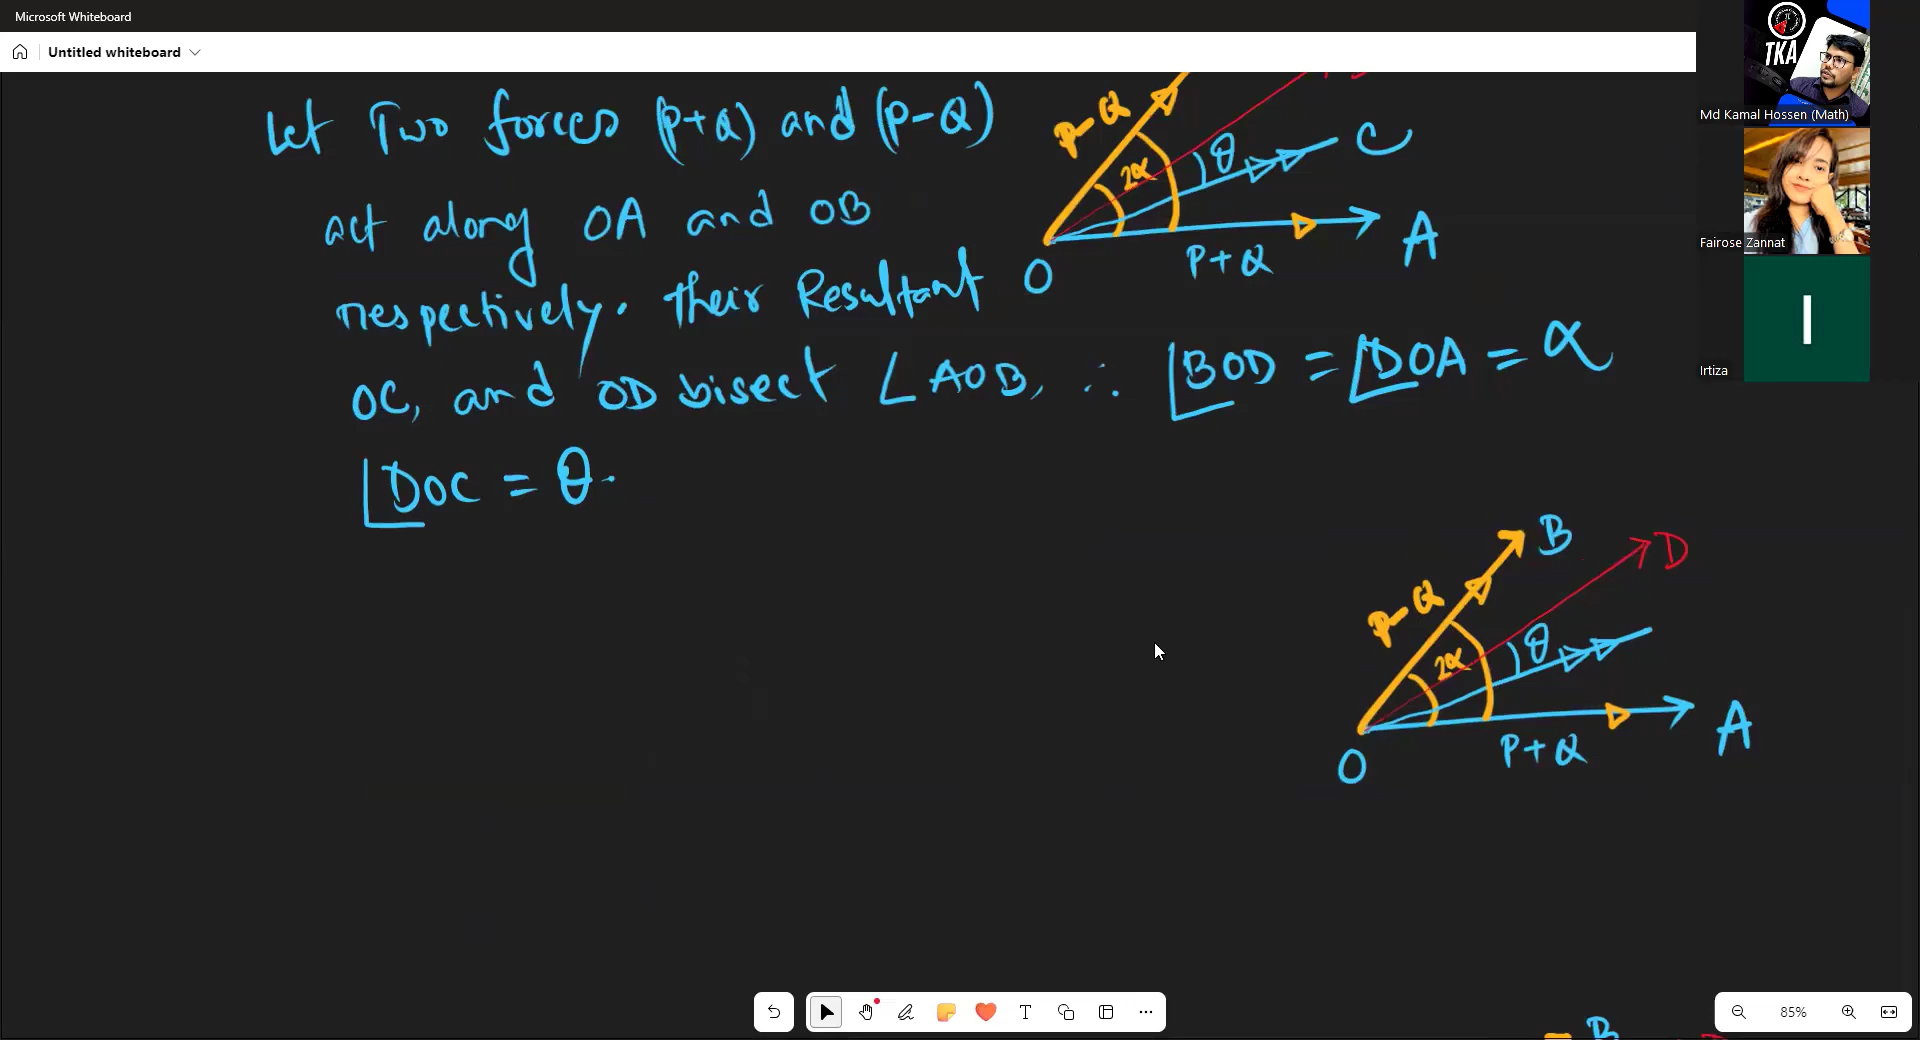 Microsoft Whiteboard
Untitled whiteboard
TKA
Md Kamal Hossen (Math)
Fairose Zannat
I
Irtiza
Let Two forces (P+Q) and (P-Q)
act along OA and OB
respectively. Their Resultant
OC, and OD bisect ∠AOB, ∴ ∠BOD = ∠DOA = α
∠DOC = θ.
P-Q
2α
θ
C
A
P+Q
O
B
D
P-Q
2α
θ
A
P+Q
O
B
85%